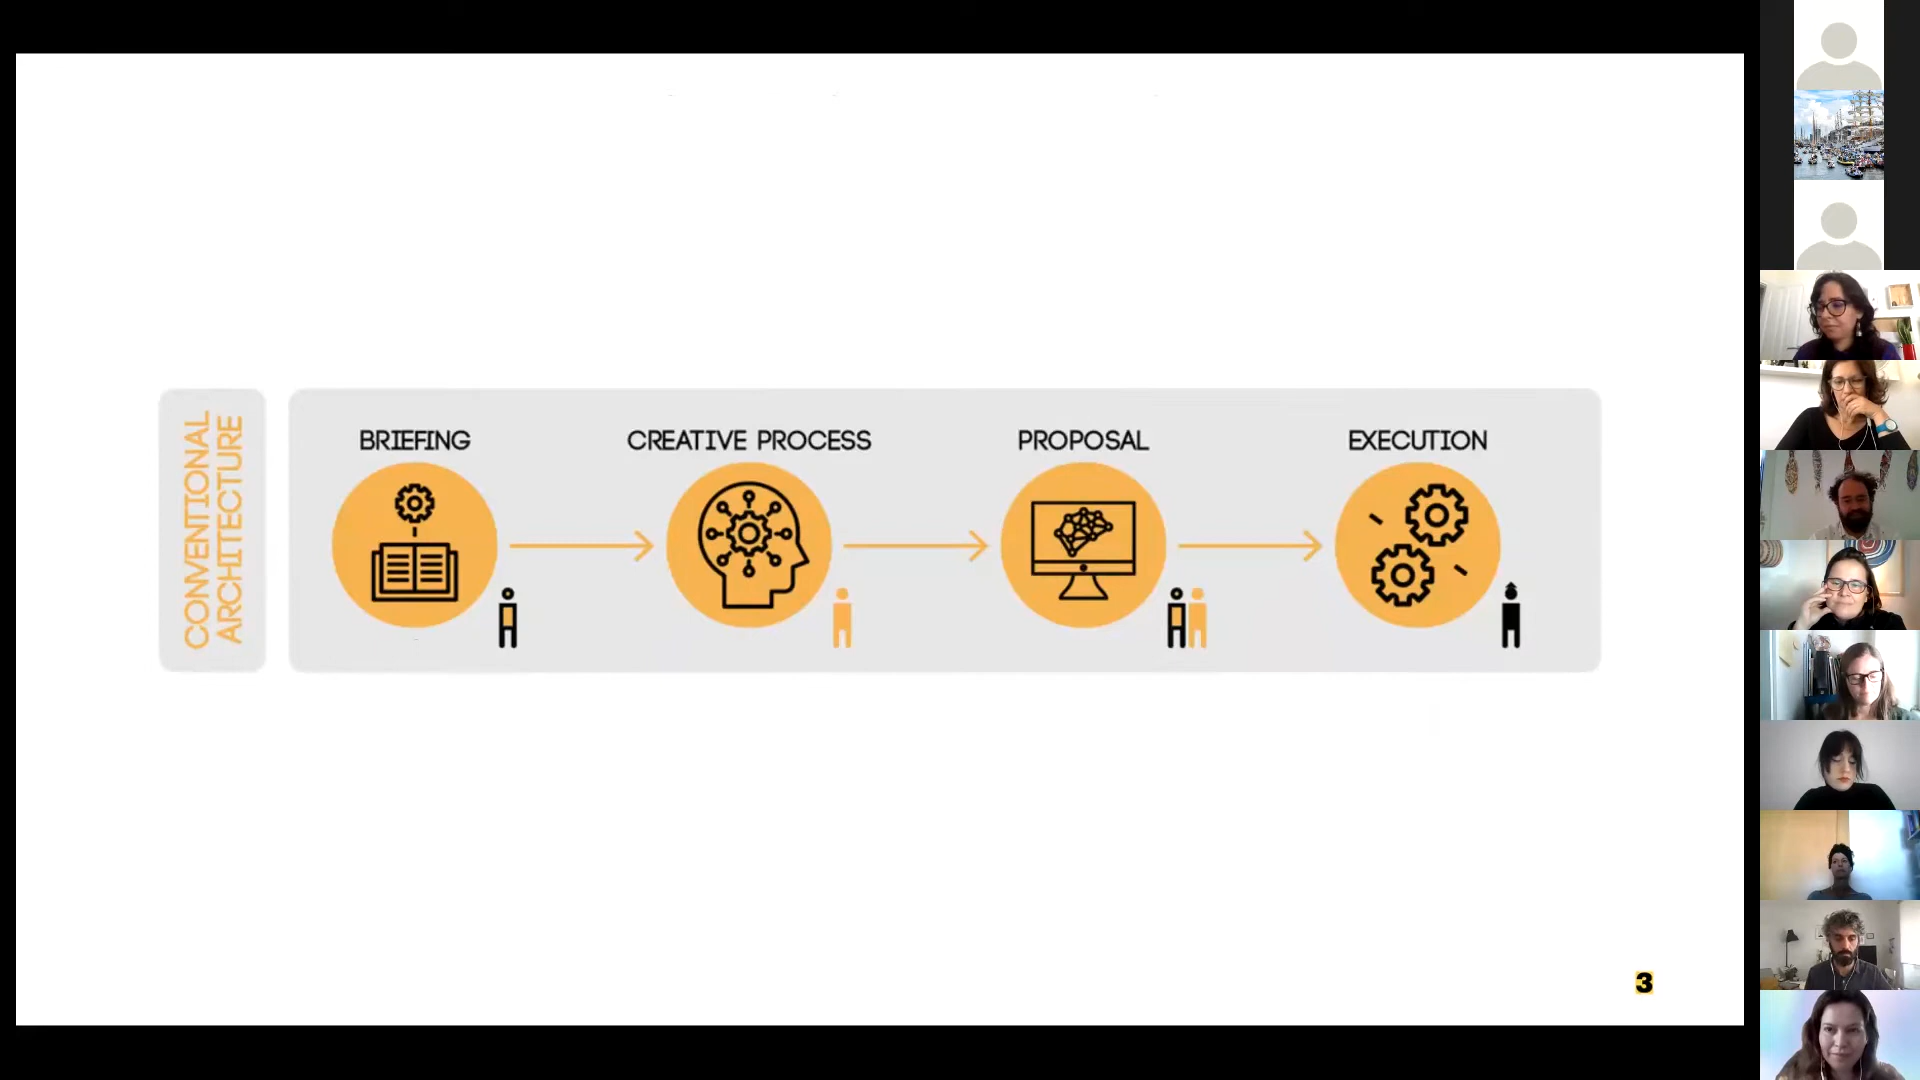 CONVENTIONAL
ARCHITECTURE
BRIEFING
CREATIVE PROCESS
PROPOSAL
EXECUTION
3